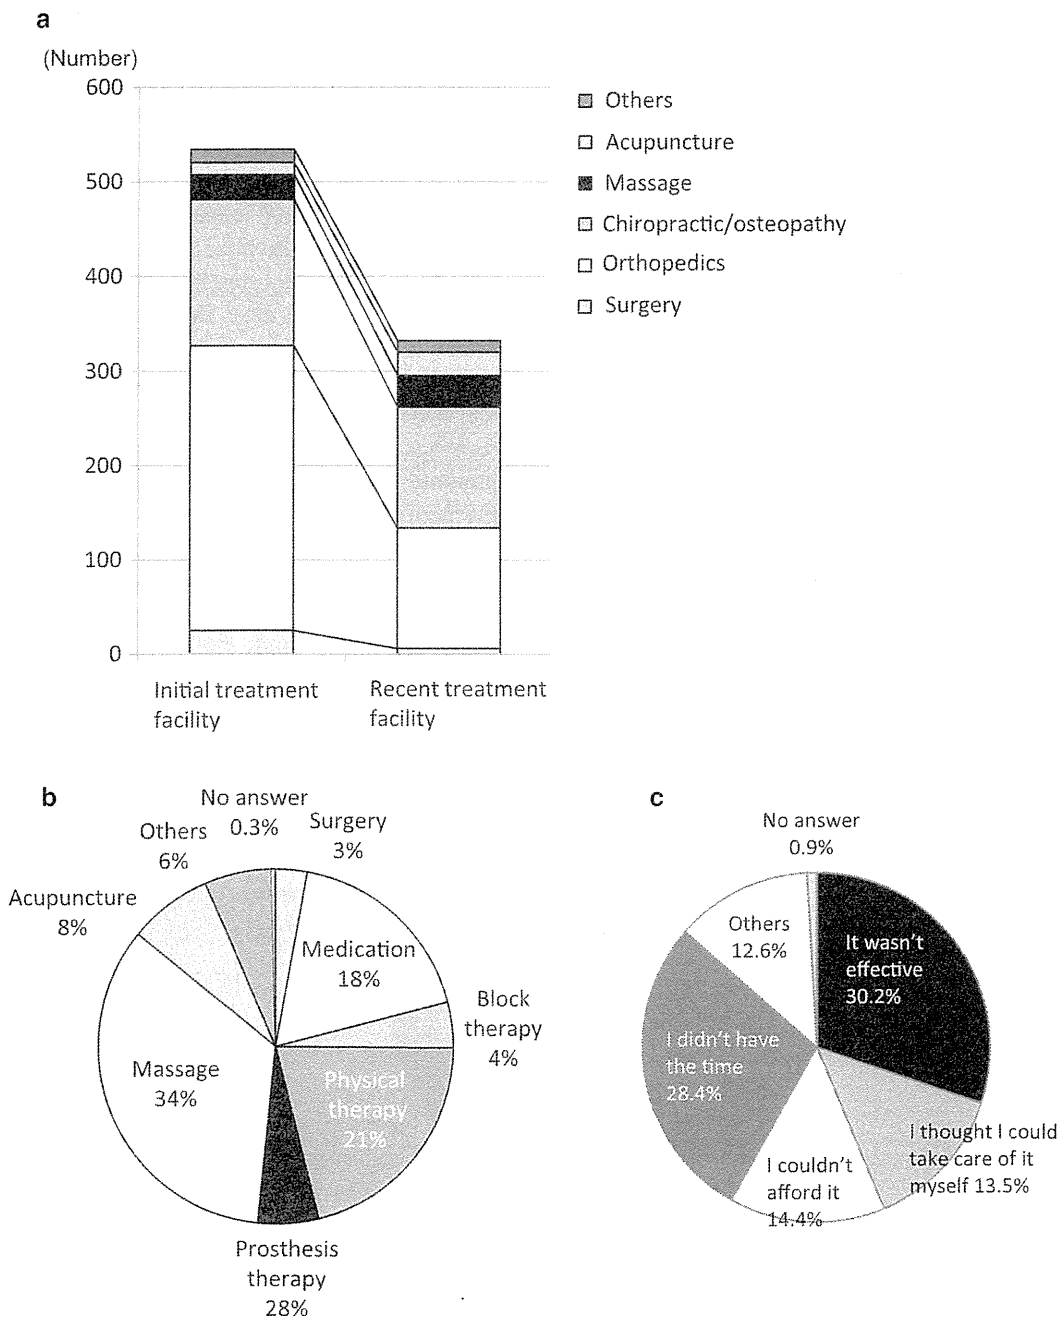 a
(Number)
600
500
400
300
200
100
0
Initial treatment
facility
Recent treatment
facility
Others
Acupuncture
Massage
Chiropractic/osteopathy
Orthopedics
Surgery
b
No answer
0.3%
Surgery
3%
Others
6%
Acupuncture
8%
Medication
18%
Block
therapy
4%
Massage
34%
Physical
therapy
21%
Prosthesis
therapy
28%
c
No answer
0.9%
Others
12.6%
It wasn't
effective
30.2%
I didn't have
the time
28.4%
I thought I could
take care of it
myself 13.5%
I couldn't
afford it
14.4%